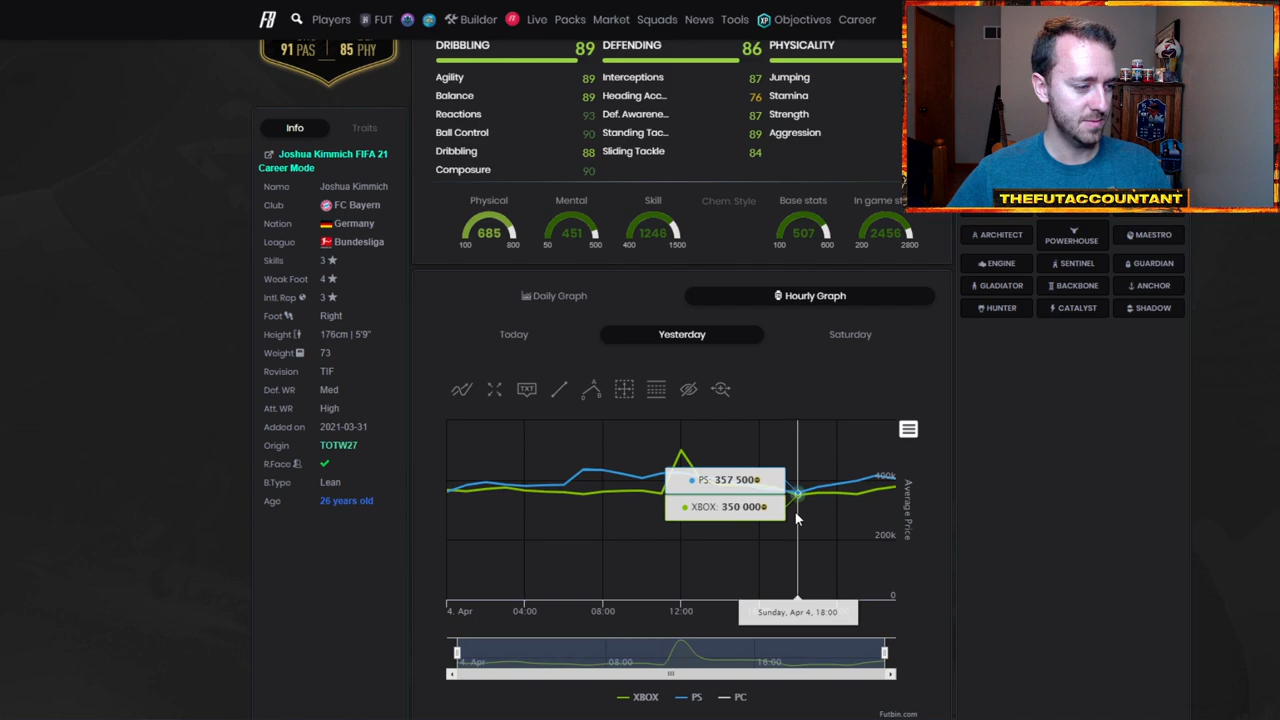 Players FUT Builder Live Packs Market Squads News Tools XP Objectives Career
91 PAS 85 PHY
DRIBBLING 89 DEFENDING 86 PHYSICALITY
Agility 89 Interceptions 87 Jumping
Balance 89 Heading Acc... 76 Stamina
Reactions 93 Def. Awarene... 87 Strength
Ball Control 90 Standing Tac... 89 Aggression
Dribbling 88 Sliding Tackle 84
Composure 90
Info Traits
Joshua Kimmich FIFA 21
Career Mode
Name Joshua Kimmich
Club FC Bayern
Nation Germany
League Bundesliga
Skills 3 ★
Weak Foot 4 ★
Intl. Rep 3 ★
Foot Right
Height 176cm | 5'9"
Weight 73
Revision TIF
Def. WR Med
Att. WR High
Added on 2021-03-31
Origin TOTW27
R.Face
B.Type Lean
Age 26 years old
Physical Mental Skill Chem. Style Base stats In game st
685 451 1246 507 2456
100 800 50 500 400 1500 100 600 200 2800
Daily Graph Hourly Graph
Today Yesterday Saturday
TXT
PS: 357 500
XBOX: 350 000
400k
200k
0
Average Price
4. Apr 04:00 08:00 12:00
Sunday, Apr 4, 18:00
4. Apr 08:00 16:00
XBOX PS PC
Futbin.com
THEFUTACCOUNTANT
ARCHITECT POWERHOUSE MAESTRO
ENGINE SENTINEL GUARDIAN
GLADIATOR BACKBONE ANCHOR
HUNTER CATALYST SHADOW